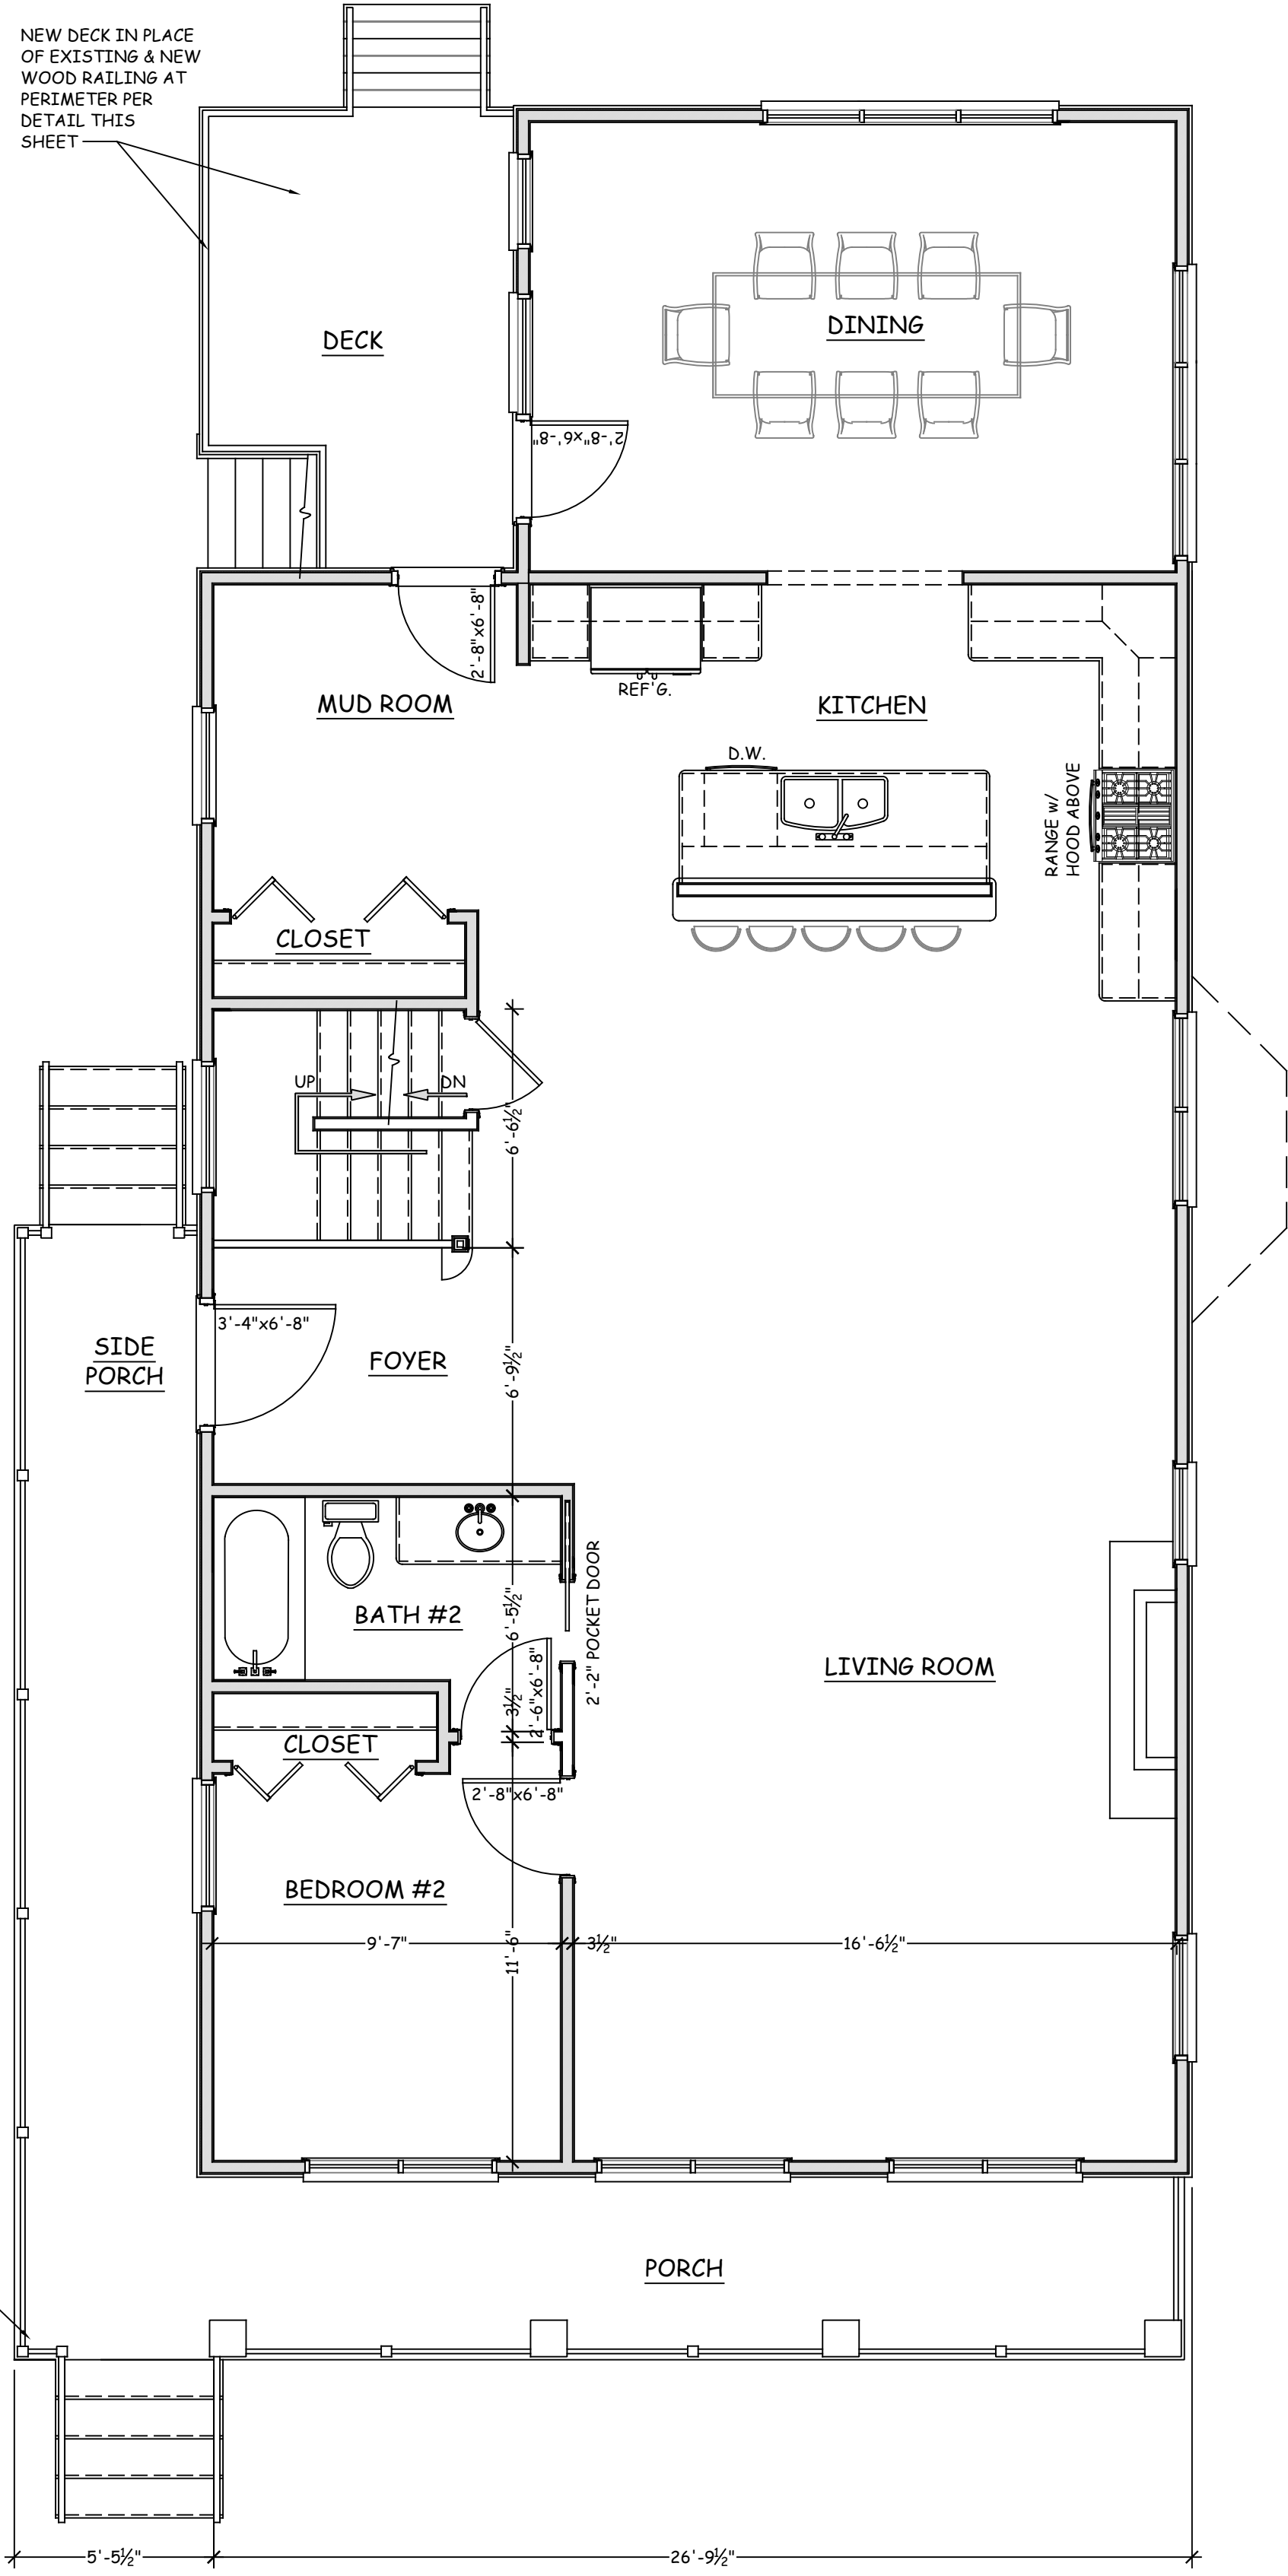 NEW DECK IN PLACE
OF EXISTING & NEW
WOOD RAILING AT
PERIMETER PER
DETAIL THIS
SHEET
DECK
DINING
2'-8"x6'-8"
2'-8"x6'-8"
MUD ROOM
REF'G.
KITCHEN
D.W.
RANGE w/
HOOD ABOVE
CLOSET
UP
DN
6'-6½"
3'-4"x6'-8"
SIDE
PORCH
FOYER
6'-9½"
BATH #2
6'-5½"
2'-2" POCKET DOOR
2'-6"x6'-8"
3½"
LIVING ROOM
CLOSET
2'-8"x6'-8"
BEDROOM #2
9'-7"
11'-6"
3½"
16'-6½"
PORCH
5'-5½"
26'-9½"